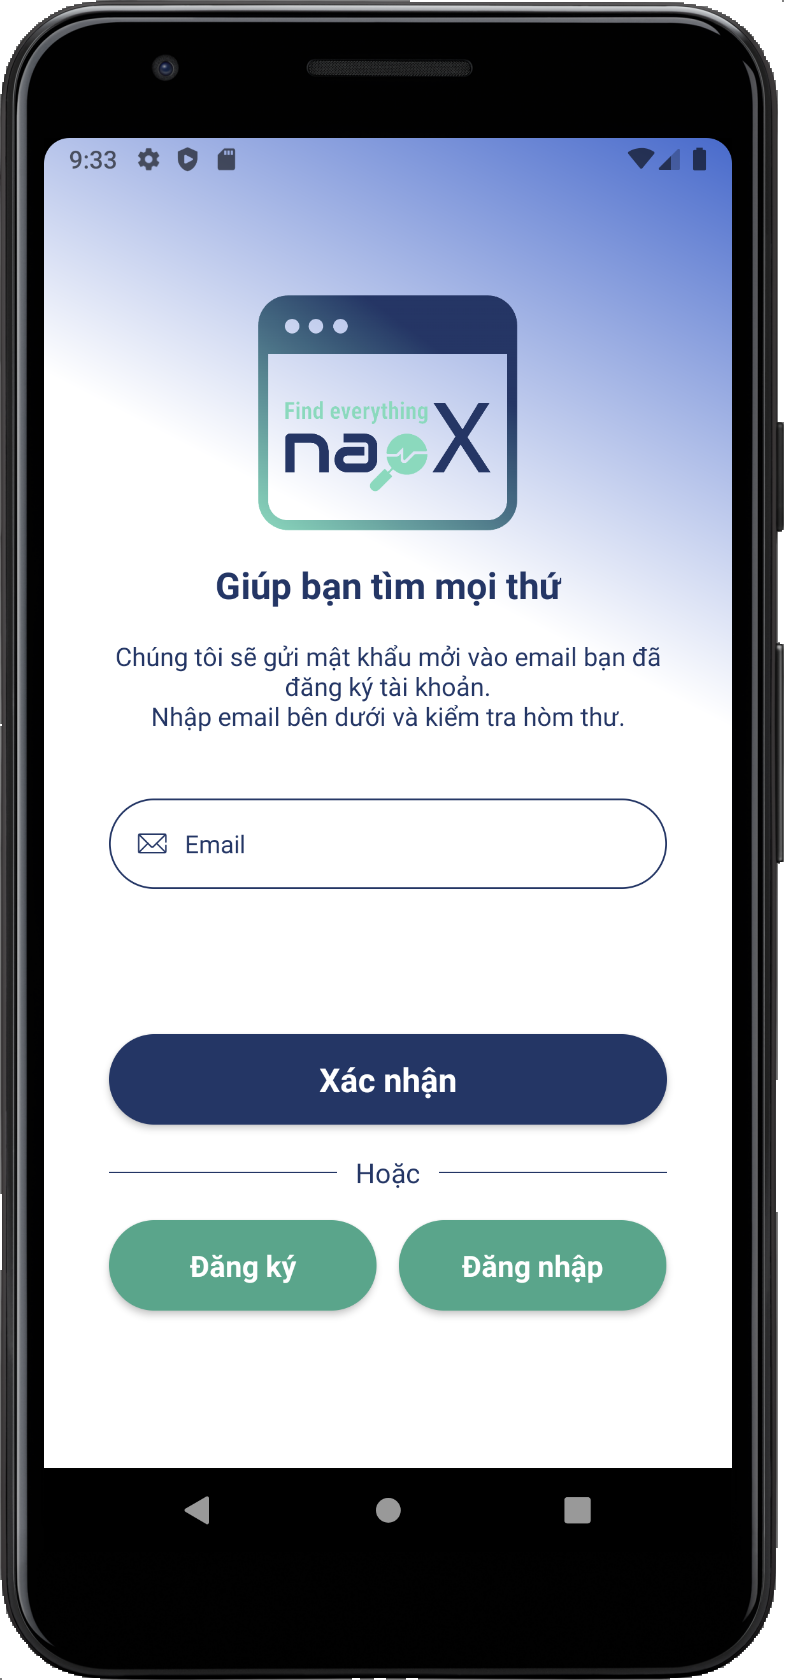 9:33
Find everything
naoX
Giúp bạn tìm mọi thứ
Chúng tôi sẽ gửi mật khẩu mởi vào email bạn đã
đăng ký tài khoản.
Nhập email bên dưới và kiểm tra hòm thư.
Email
Xác nhận
Hoặc
Đăng ký
Đăng nhập